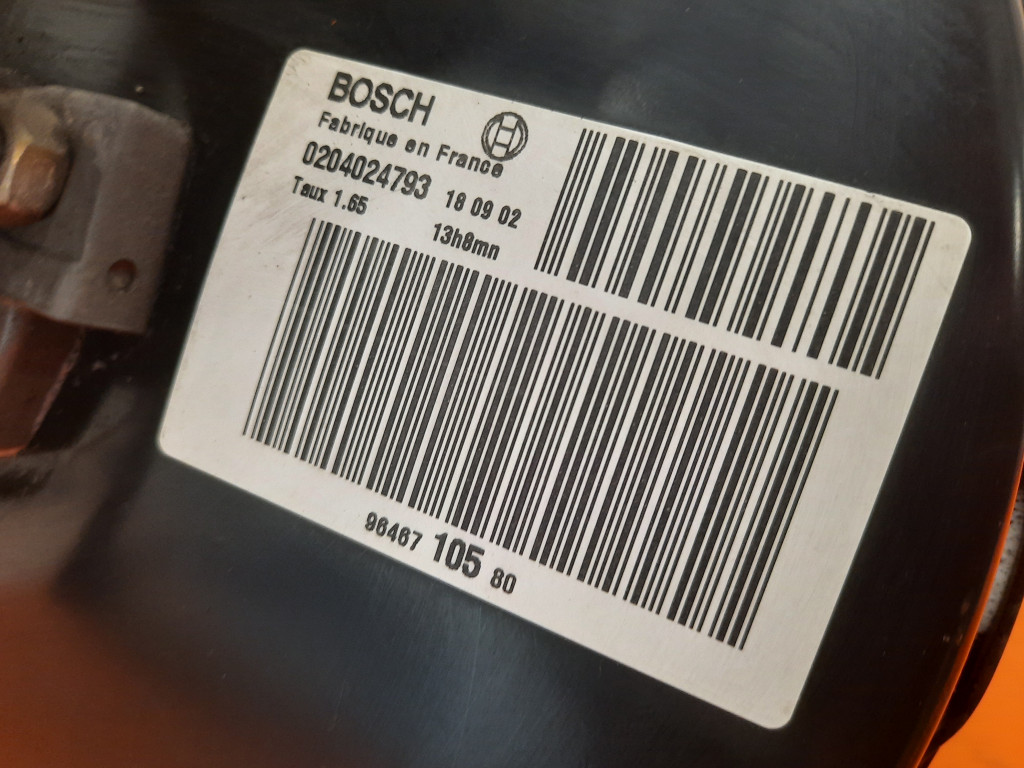 BOSCH
Fabrique en France
0204024793 18 09 02
Taux 1.65 13h8mn
96467 105 80